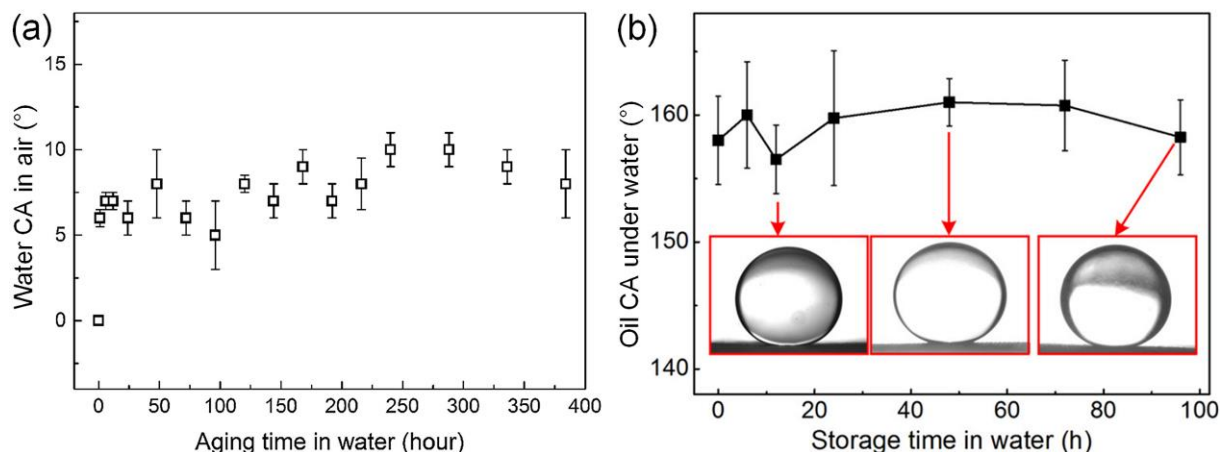 (a)
Water CA in air (°)
15
10
5
0
0 50 100 150 200 250 300 350 400
Aging time in water (hour)
(b)
Oil CA under water (°)
160
150
140
0 20 40 60 80 100
Storage time in water (h)